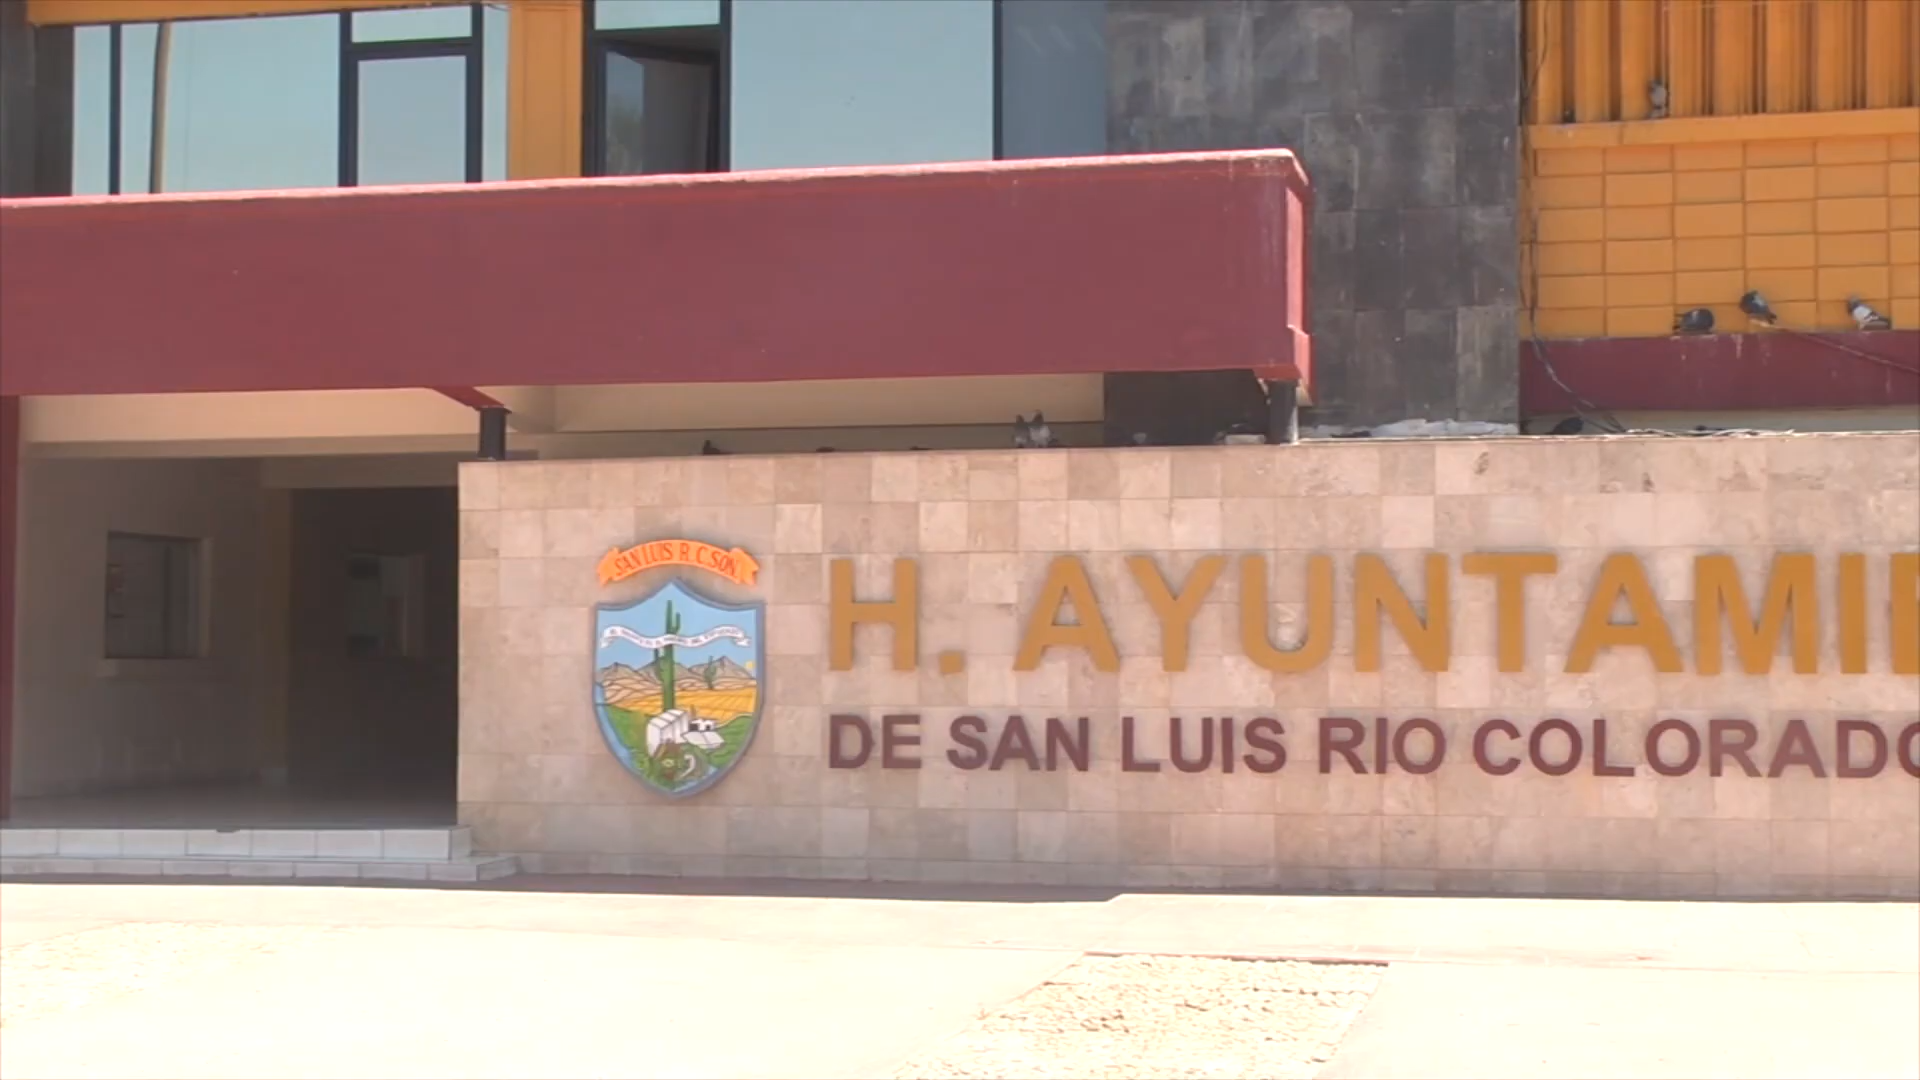 SAN LUIS R. C. SON.
H. AYUNTAMI
DE SAN LUIS RIO COLORADO